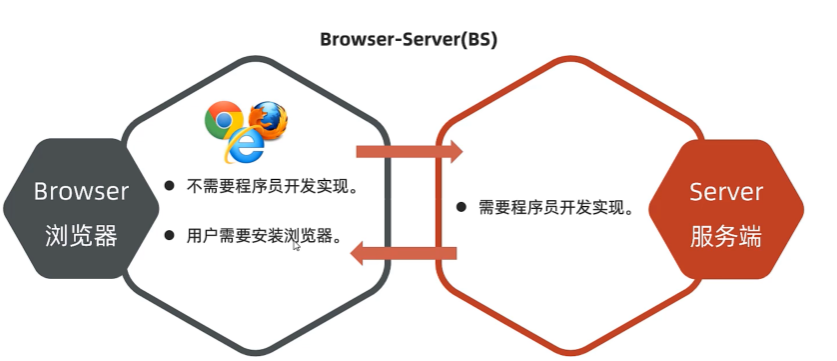 Browser-Server(BS)
Browser
浏览器
● 不需要程序员开发实现。
● 用户需要安装浏览器。
● 需要程序员开发实现。
Server
服务端